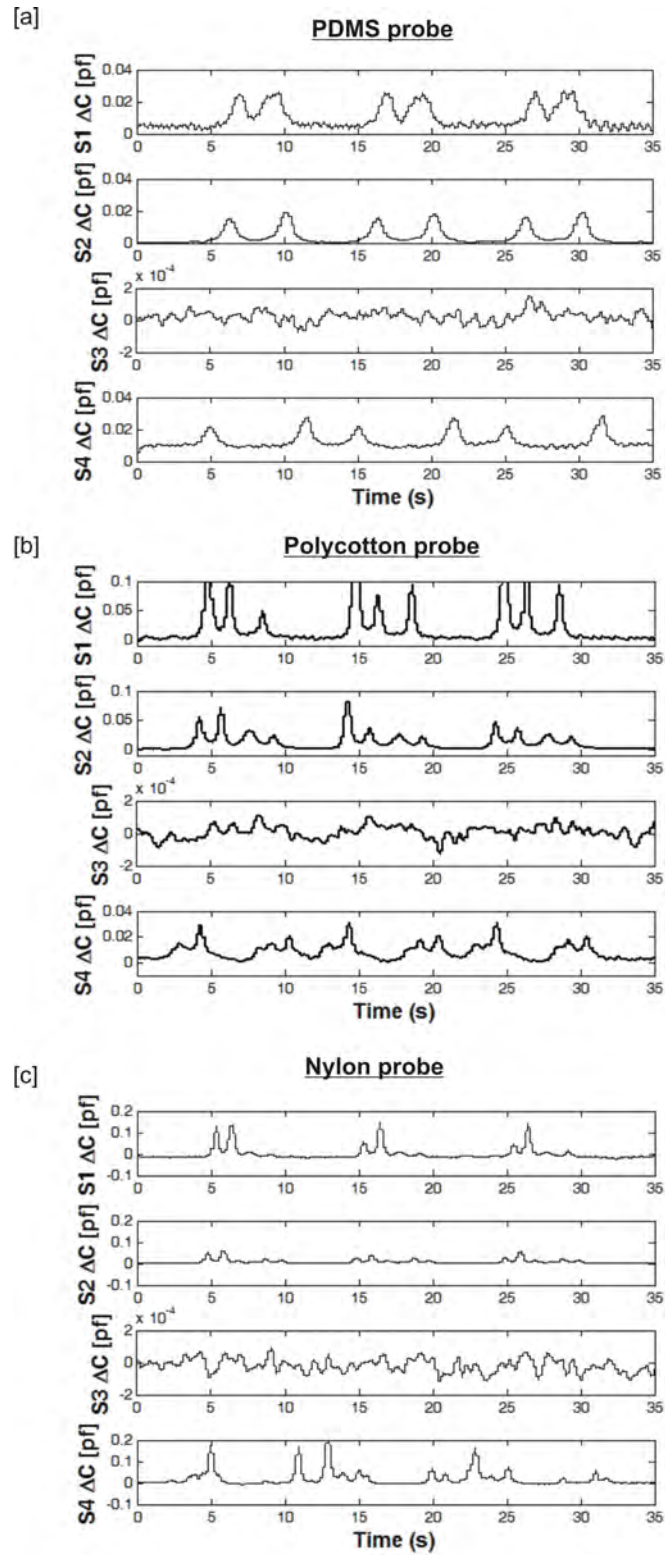 [a]
PDMS probe
S1 ΔC [pf]
0.04
0.02
0
0 5 10 15 20 25 30 35
S2 ΔC [pf]
0.04
0.02
0
0 5 10 15 20 25 30 35
S3 ΔC [pf]
x 10⁻⁴
2
0
-2
0 5 10 15 20 25 30 35
S4 ΔC [pf]
0.04
0.02
0
0 5 10 15 20 25 30 35
Time (s)
[b]
Polycotton probe
S1 ΔC [pf]
0.1
0.05
0
0 5 10 15 20 25 30 35
S2 ΔC [pf]
0.1
0.05
0
0 5 10 15 20 25 30 35
S3 ΔC [pf]
x 10⁻⁴
2
0
-2
0 5 10 15 20 25 30 35
S4 ΔC [pf]
0.04
0.02
0
0 5 10 15 20 25 30 35
Time (s)
[c]
Nylon probe
S1 ΔC [pf]
0.2
0.1
0
-0.1
0 5 10 15 20 25 30 35
S2 ΔC [pf]
0.2
0.1
0
-0.1
0 5 10 15 20 25 30 35
S3 ΔC [pf]
x 10⁻⁴
2
0
-2
0 5 10 15 20 25 30 35
S4 ΔC [pf]
0.2
0.1
0
-0.1
0 5 10 15 20 25 30 35
Time (s)